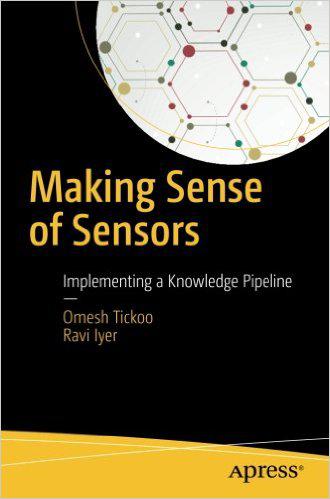 Making Sense
of Sensors
Implementing a Knowledge Pipeline
—
Omesh Tickoo
Ravi Iyer
Apress®